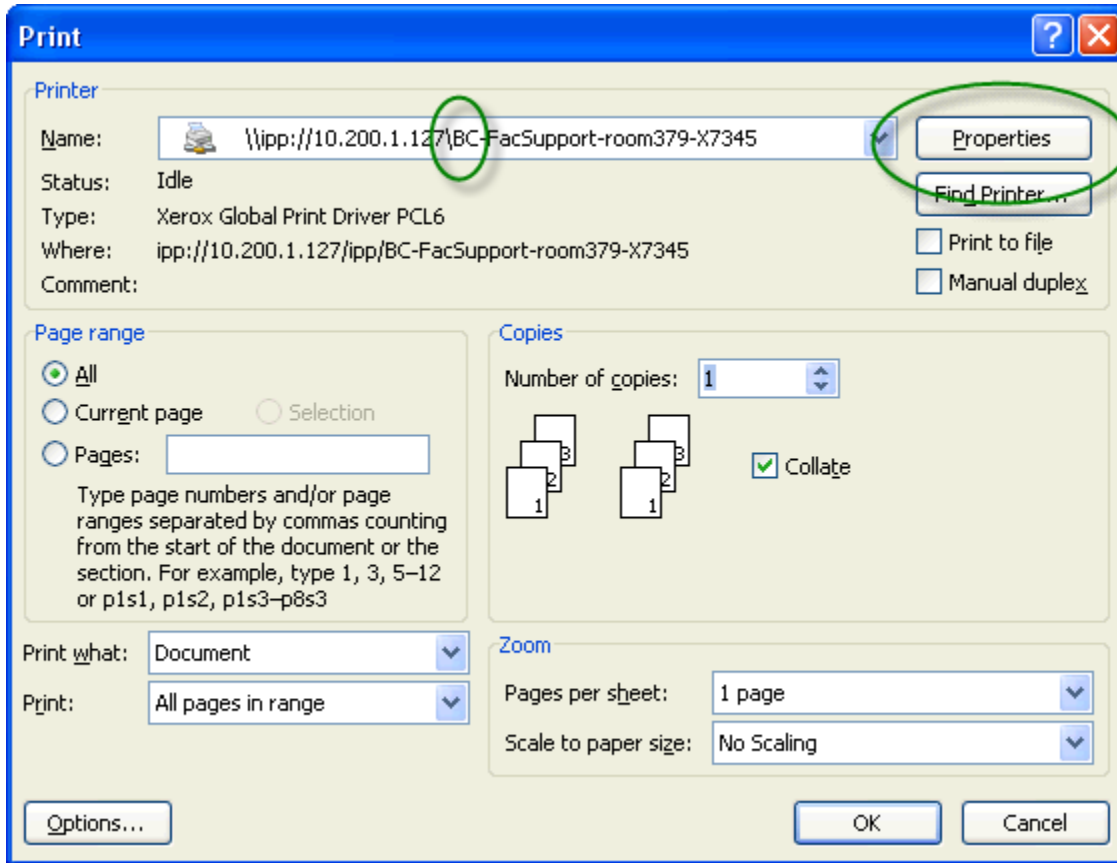 Print
Printer
Name: \\ipp://10.200.1.127\BC-FacSupport-room379-X7345 Properties
Status: Idle Find Printer...
Type: Xerox Global Print Driver PCL6
Where: ipp://10.200.1.127/ipp/BC-FacSupport-room379-X7345 Print to file
Comment: Manual duplex
Page range
All
Current page Selection
Pages:
Type page numbers and/or page
ranges separated by commas counting
from the start of the document or the
section. For example, type 1, 3, 5–12
or p1s1, p1s2, p1s3–p8s3
Copies
Number of copies: 1
3 3
2 2
1 1
Collate
Print what: Document
Print: All pages in range
Zoom
Pages per sheet: 1 page
Scale to paper size: No Scaling
Options... OK Cancel